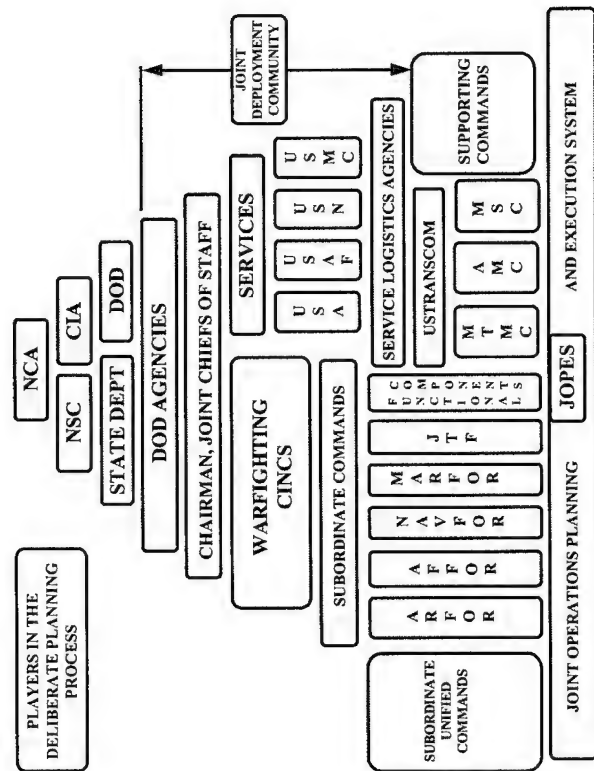 PLAYERS IN THE
DELIBERATE PLANNING
PROCESS
NCA
NSC
CIA
STATE DEPT
DOD
DOD AGENCIES
CHAIRMAN, JOINT CHIEFS OF STAFF
JOINT
DEPLOYMENT
COMMUNITY
WARFIGHTING
CINCS
SERVICES
USA
USAF
USN
USMC
SUBORDINATE COMMANDS
SERVICE LOGISTICS AGENCIES
SUBORDINATE
UNIFIED
COMMANDS
ARFOR
AFFOR
NAVFOR
MARFOR
JTF
FUNCTIONAL
COMPONENTS
USTRANSCOM
MTMC
AMC
MSC
SUPPORTING
COMMANDS
JOINT OPERATIONS PLANNING
JOPES
AND EXECUTION SYSTEM